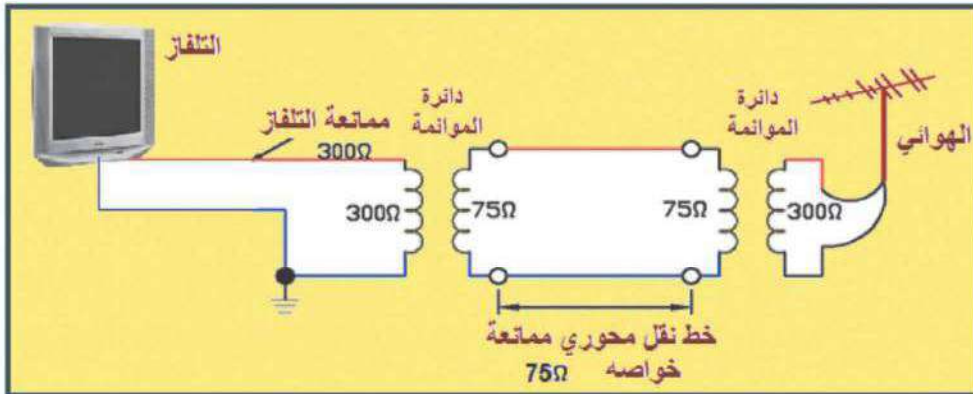 التلفاز
ممانعة التلفاز
300Ω
300Ω
دائرة
الموائمة
75Ω
75Ω
دائرة
الموائمة
300Ω
الهوائي
خط نقل محوري ممانعة
خواصه 75Ω